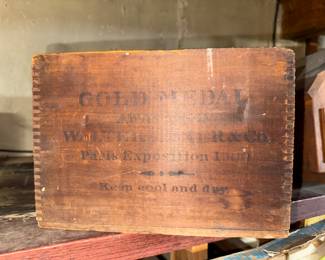 GOLD MEDAL
WALTER BAKER & Co.
Paris Exposition 1900
Keep cool and dry.